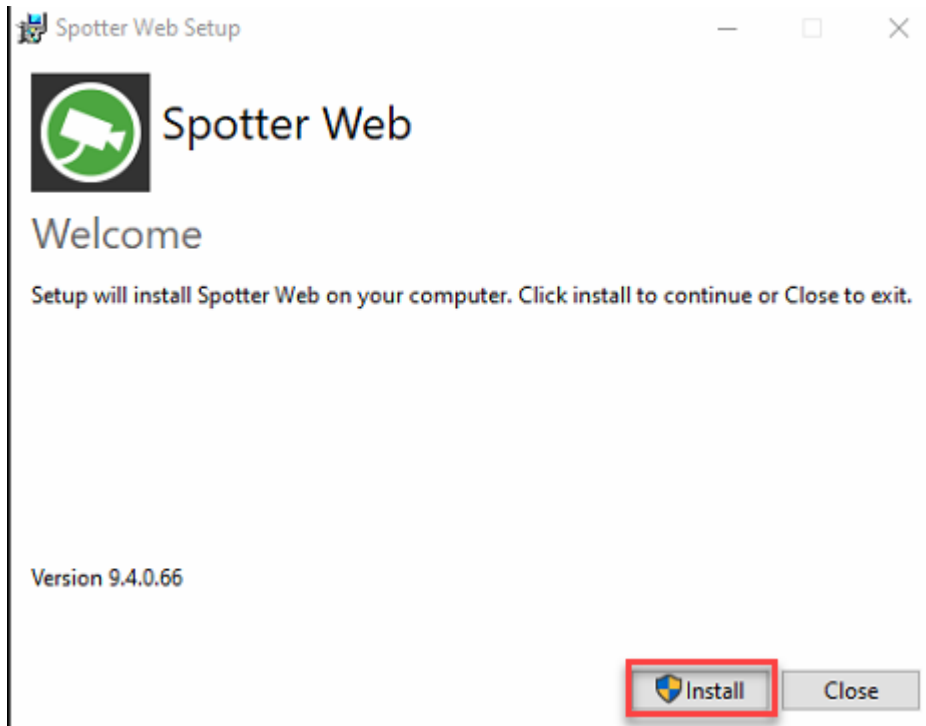 Spotter Web Setup
Spotter Web
Welcome
Setup will install Spotter Web on your computer. Click install to continue or Close to exit.
Version 9.4.0.66
Install
Close